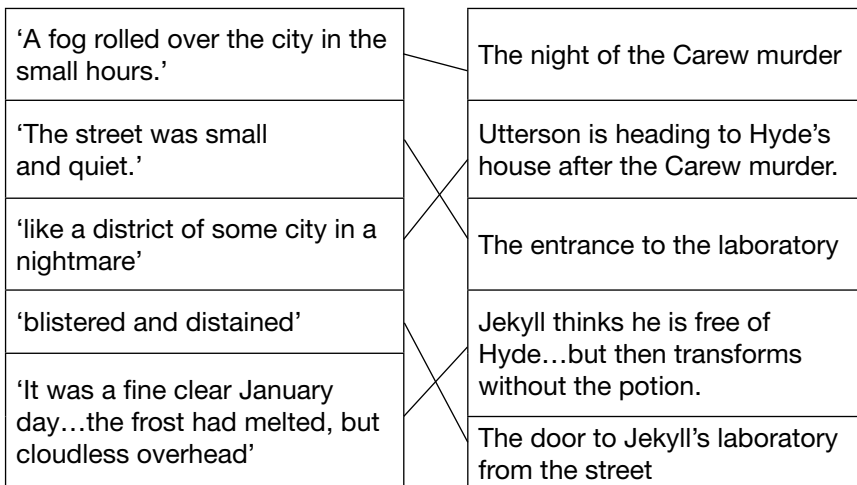 ‘A fog rolled over the city in the
small hours.’
‘The street was small
and quiet.’
‘like a district of some city in a
nightmare’
‘blistered and distained’
‘It was a fine clear January
day…the frost had melted, but
cloudless overhead’
The night of the Carew murder
Utterson is heading to Hyde’s
house after the Carew murder.
The entrance to the laboratory
Jekyll thinks he is free of
Hyde…but then transforms
without the potion.
The door to Jekyll’s laboratory
from the street